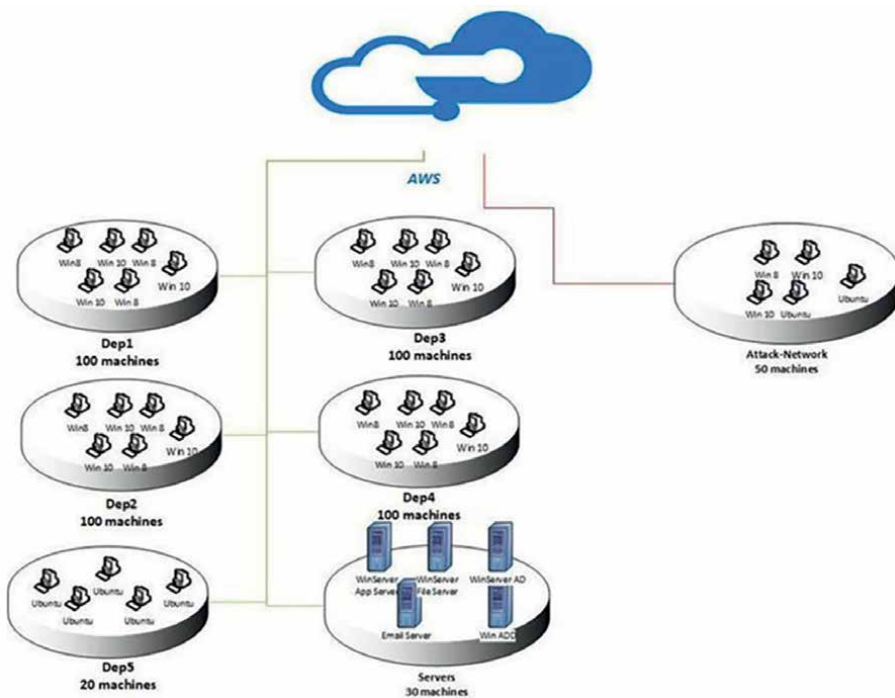 AWS
Win8
Win 10
Win 8
Win 10
Win 10
Win 8
Dep1
100 machines
Win8
Win 10
Win 8
Win 10
Win 10
Win 8
Dep3
100 machines
Win 8
Win 10
Ubuntu
Win 10
Ubuntu
Attack-Network
50 machines
Win8
Win 10
Win 8
Win 10
Win 10
Win 8
Dep2
100 machines
Win8
Win 10
Win 8
Win 10
Win 10
Win 8
Dep4
100 machines
Ubuntu
Ubuntu
Ubuntu
Ubuntu
Ubuntu
Dep5
20 machines
WinServer
App Server
WinServer
File Server
WinServer AD
Email Server
Win ADD
Servers
30 machines